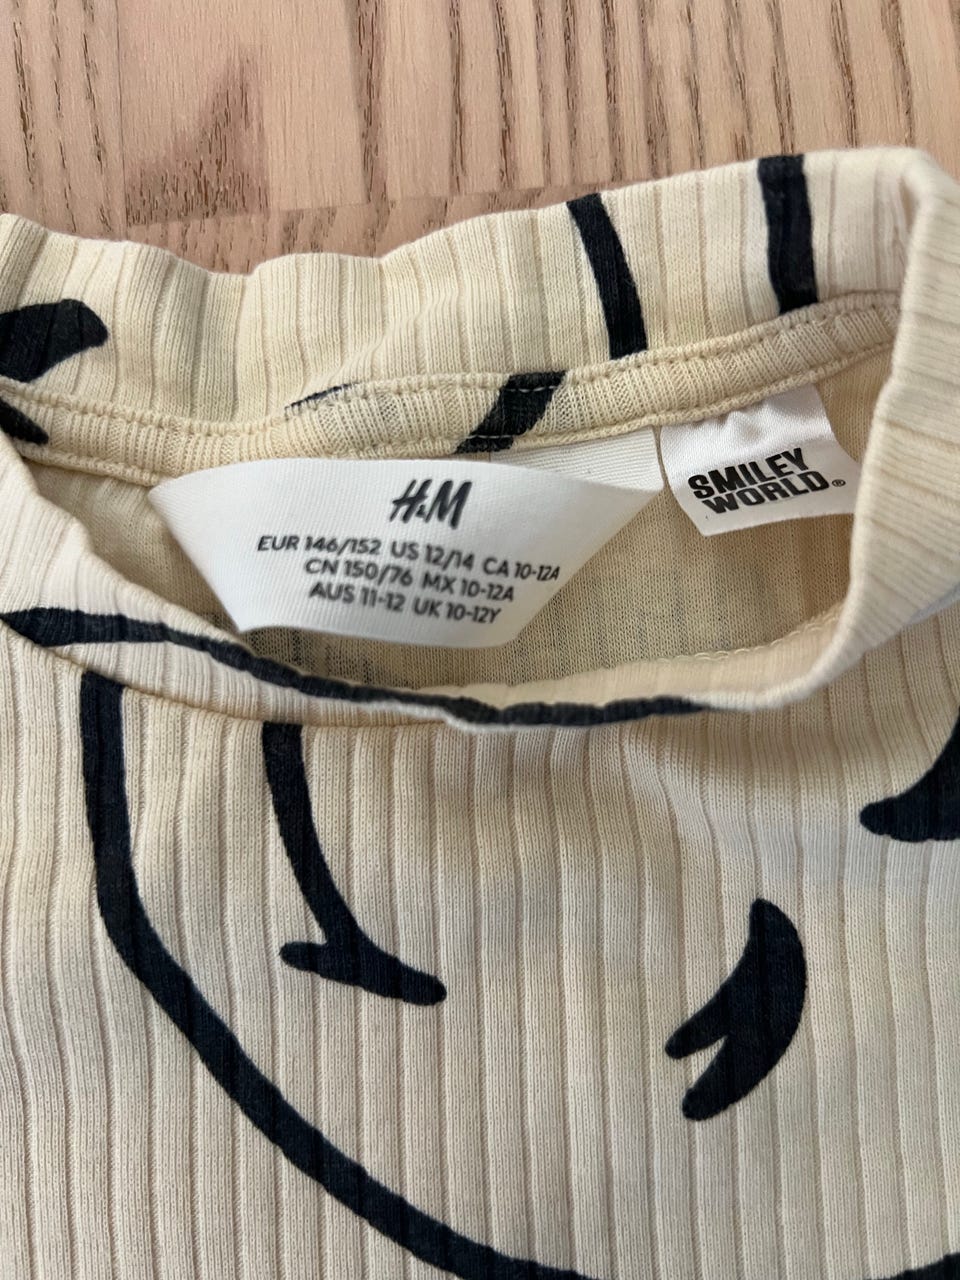 H&M
EUR 146/152 US 12/14 CA 10-12A
CN 150/76 MX 10-12A
AUS 11-12 UK 10-12Y
SMILEY
WORLD®